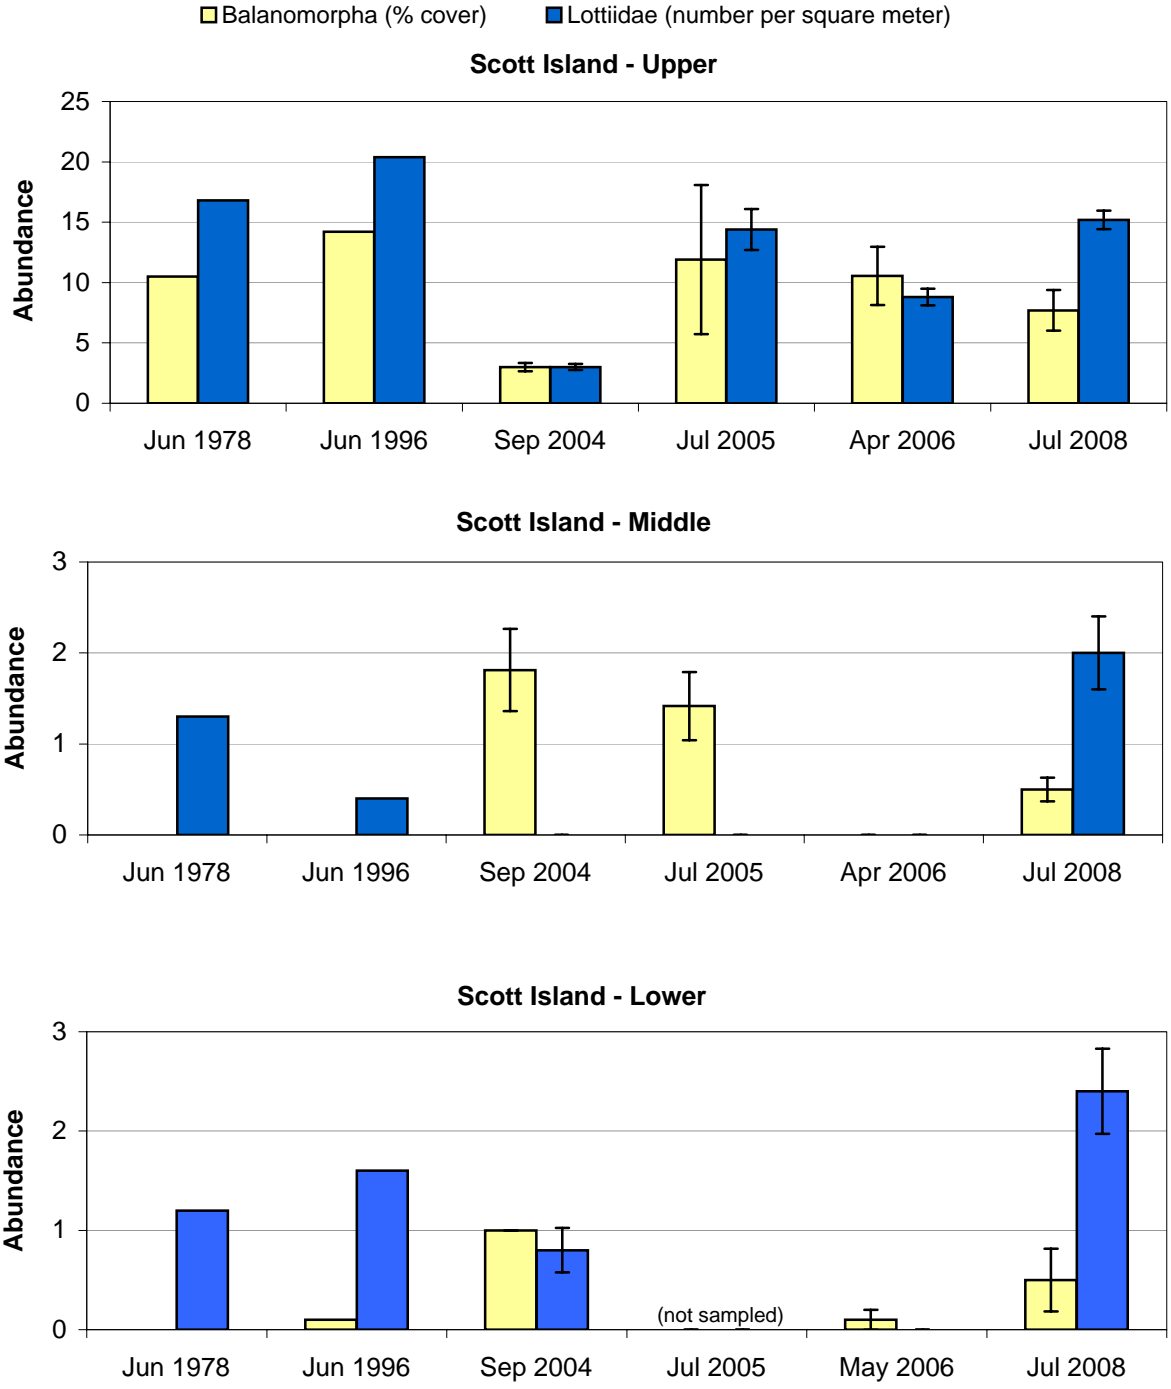 Balanomorpha (% cover) Lottiidae (number per square meter)
Scott Island - Upper
Abundance
25
20
15
10
5
0
Jun 1978 Jun 1996 Sep 2004 Jul 2005 Apr 2006 Jul 2008
Scott Island - Middle
Abundance
3
2
1
0
Jun 1978 Jun 1996 Sep 2004 Jul 2005 Apr 2006 Jul 2008
Scott Island - Lower
Abundance
3
2
1
0
(not sampled)
Jun 1978 Jun 1996 Sep 2004 Jul 2005 May 2006 Jul 2008